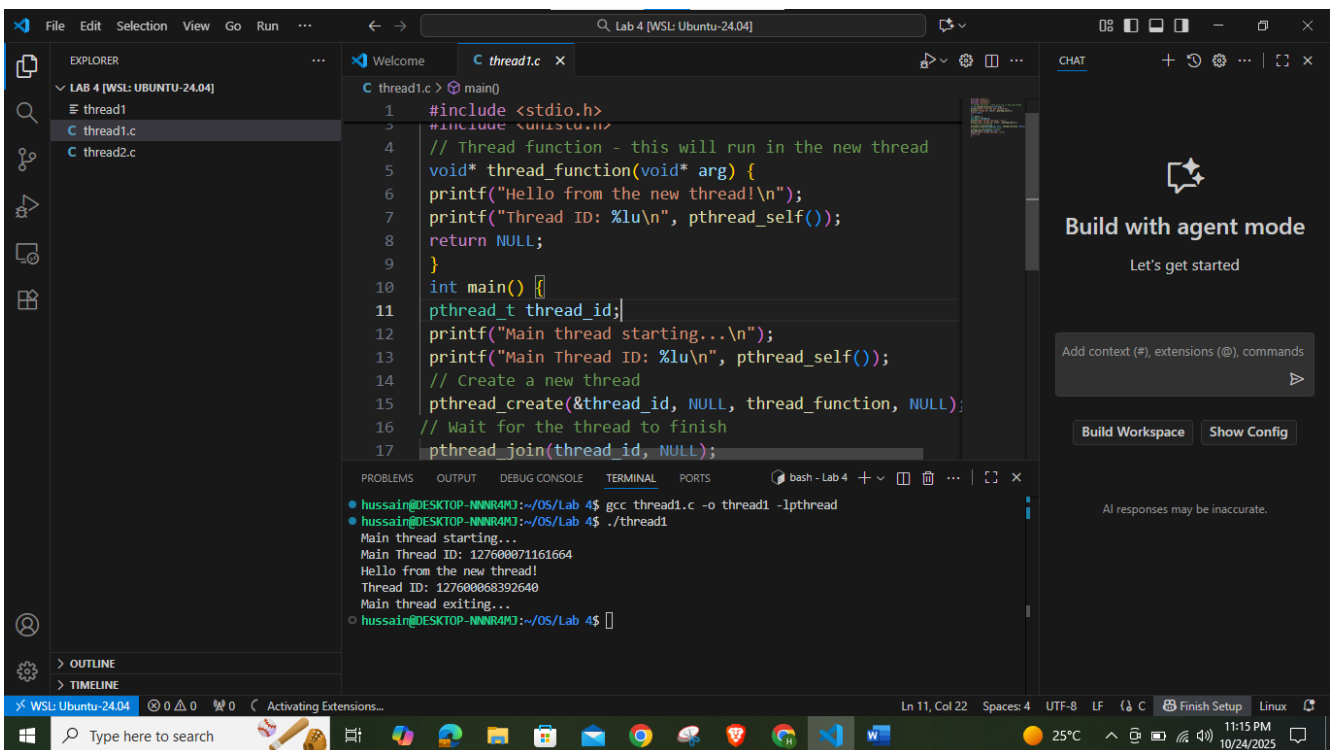 File Edit Selection View Go Run ···
Lab 4 [WSL: Ubuntu-24.04]
EXPLORER
LAB 4 [WSL: UBUNTU-24.04]
thread1
C thread1.c
C thread2.c
OUTLINE
TIMELINE
Welcome
C thread1.c
C thread1.c > main()
1 #include <stdio.h>
3 #include <unistd.h>
4 // Thread function - this will run in the new thread
5 void* thread_function(void* arg) {
6 printf("Hello from the new thread!\n");
7 printf("Thread ID: %lu\n", pthread_self());
8 return NULL;
9 }
10 int main() {
11 pthread_t thread_id;
12 printf("Main thread starting...\n");
13 printf("Main Thread ID: %lu\n", pthread_self());
14 // Create a new thread
15 pthread_create(&thread_id, NULL, thread_function, NULL);
16 // Wait for the thread to finish
17 pthread_join(thread_id, NULL);
PROBLEMS OUTPUT DEBUG CONSOLE TERMINAL PORTS
bash - Lab 4
hussain@DESKTOP-NNNR4MJ:~/OS/Lab 4$ gcc thread1.c -o thread1 -lpthread
hussain@DESKTOP-NNNR4MJ:~/OS/Lab 4$ ./thread1
Main thread starting...
Main Thread ID: 127600071161664
Hello from the new thread!
Thread ID: 127600068392640
Main thread exiting...
hussain@DESKTOP-NNNR4MJ:~/OS/Lab 4$
CHAT
Build with agent mode
Let's get started
Add context (#), extensions (@), commands
Build Workspace
Show Config
AI responses may be inaccurate.
WSL: Ubuntu-24.04 0 0 0 Activating Extensions...
Ln 11, Col 22 Spaces: 4 UTF-8 LF C Finish Setup Linux
Type here to search
25°C
11:15 PM
10/24/2025